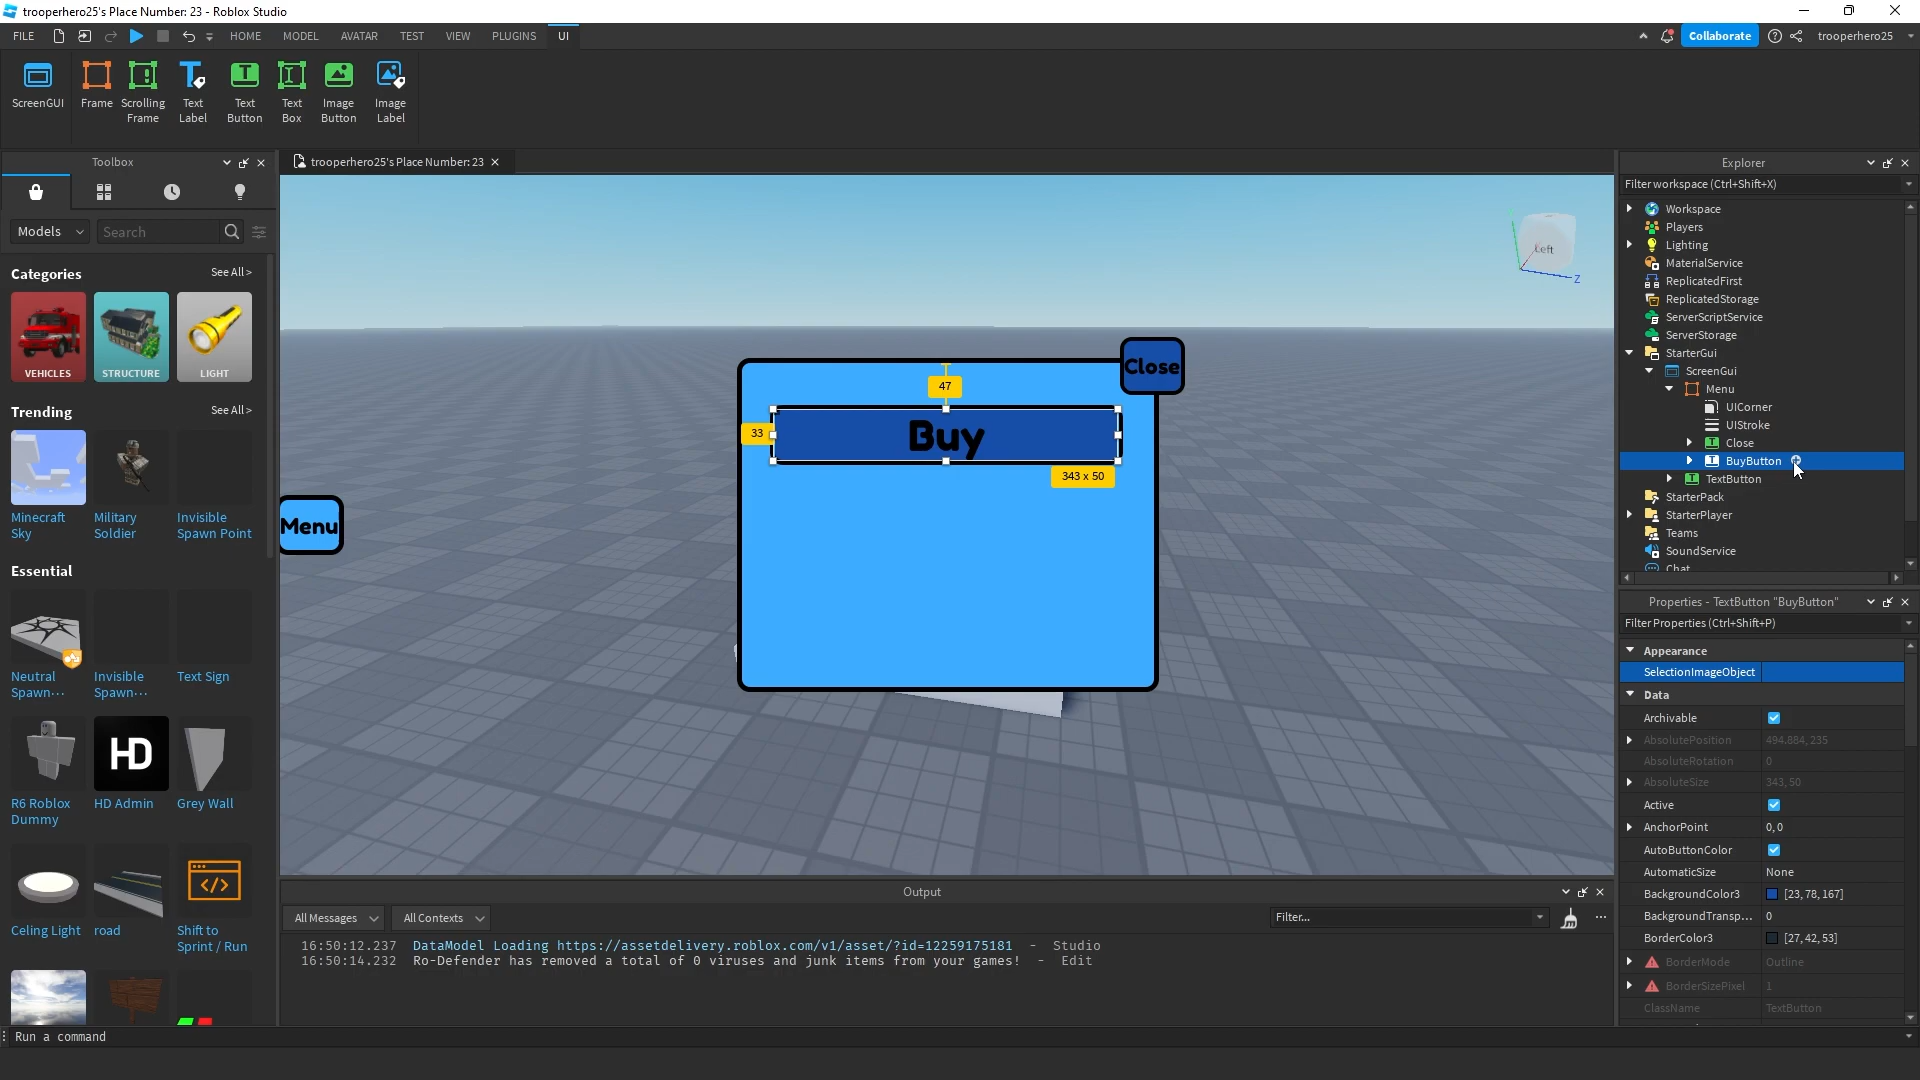 trooperhero25's Place Number: 23 - Roblox Studio
FILE
HOME
MODEL
AVATAR
TEST
VIEW
PLUGINS
UI
Collaborate
trooperhero25
ScreenGUI
Frame
Scrolling
Frame
Text
Label
Text
Button
Text
Box
Image
Button
Image
Label
Toolbox
Models
Search
Categories
See All >
VEHICLES
STRUCTURE
LIGHT
Trending
See All >
Minecraft
Sky
Military
Soldier
Invisible
Spawn Point
Essential
Neutral
Spawn···
Invisible
Spawn···
Text Sign
HD
R6 Roblox
Dummy
HD Admin
Grey Wall
Celing Light
road
Shift to
Sprint / Run
trooperhero25's Place Number: 23
Left
Z
Close
47
33
Buy
343 x 50
Menu
Output
All Messages
All Contexts
Filter...
16:50:12.237 DataModel Loading https://assetdelivery.roblox.com/v1/asset/?id=12259175181 - Studio
16:50:14.232 Ro-Defender has removed a total of 0 viruses and junk items from your games! - Edit
Run a command
Explorer
Filter workspace (Ctrl+Shift+X)
Workspace
Players
Lighting
MaterialService
ReplicatedFirst
ReplicatedStorage
ServerScriptService
ServerStorage
StarterGui
ScreenGui
Menu
UICorner
UIStroke
Close
BuyButton
TextButton
StarterPack
StarterPlayer
Teams
SoundService
Chat
Properties - TextButton "BuyButton"
Filter Properties (Ctrl+Shift+P)
Appearance
SelectionImageObject
Data
Archivable
AbsolutePosition 494.884, 235
AbsoluteRotation 0
AbsoluteSize 343, 50
Active
AnchorPoint 0, 0
AutoButtonColor
AutomaticSize None
BackgroundColor3 [23, 78, 167]
BackgroundTransp... 0
BorderColor3 [27, 42, 53]
BorderMode Outline
BorderSizePixel 1
ClassName TextButton